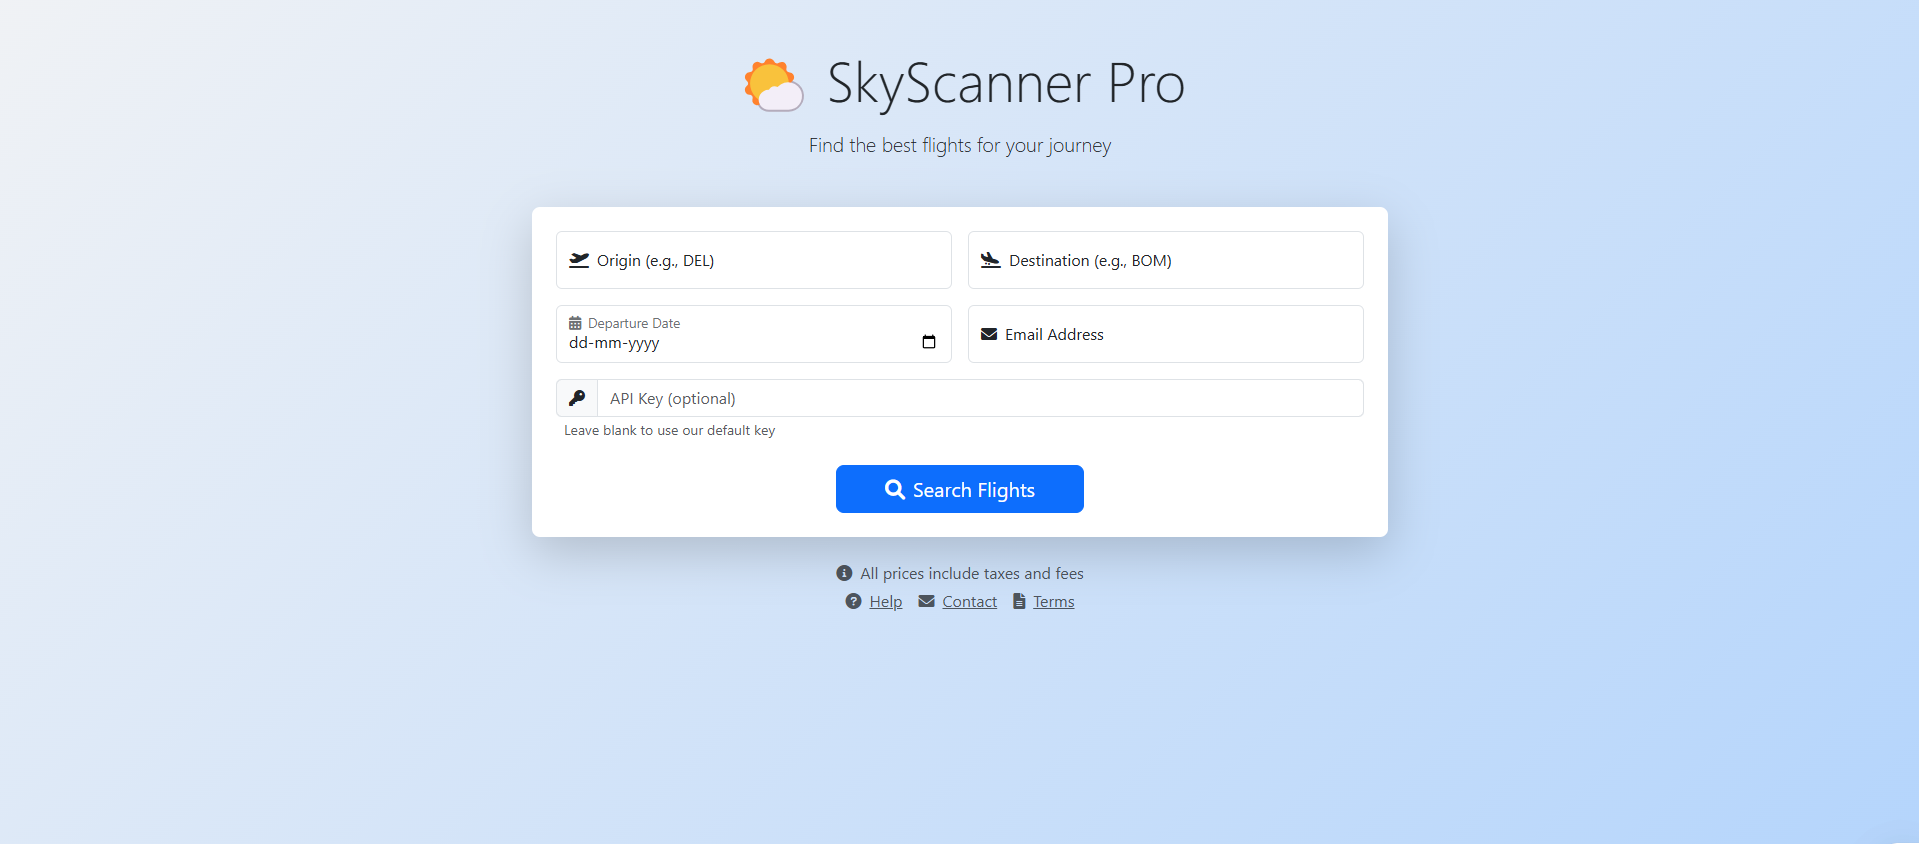 SkyScanner Pro
Find the best flights for your journey
Origin (e.g., DEL)
Destination (e.g., BOM)
Departure Date
dd-mm-yyyy
Email Address
API Key (optional)
Leave blank to use our default key
Search Flights
All prices include taxes and fees
Help Contact Terms